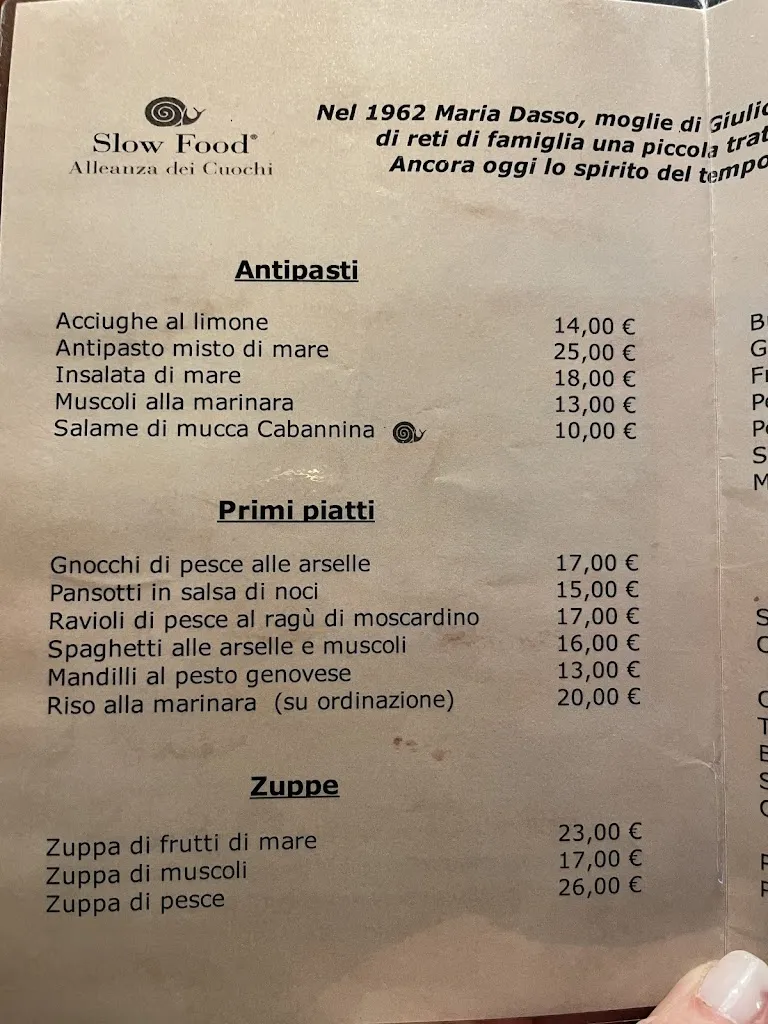 Slow Food®
Alleanza dei Cuochi
Nel 1962 Maria Dasso, moglie di
di reti di famiglia una piccola
Ancora oggi lo spirito del tempo
Antipasti
Acciughe al limone 14,00 €
Antipasto misto di mare 25,00 €
Insalata di mare 18,00 €
Muscoli alla marinara 13,00 €
Salame di mucca Cabannina 10,00 €
Primi piatti
Gnocchi di pesce alle arselle 17,00 €
Pansotti in salsa di noci 15,00 €
Ravioli di pesce al ragù di moscardino 17,00 €
Spaghetti alle arselle e muscoli 16,00 €
Mandilli al pesto genovese 13,00 €
Riso alla marinara (su ordinazione) 20,00 €
Zuppe
Zuppa di frutti di mare 23,00 €
Zuppa di muscoli 17,00 €
Zuppa di pesce 26,00 €